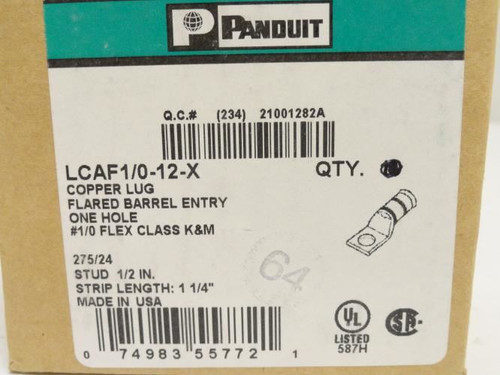 PANDUIT
Q.C.# (234) 21001282A
LCAF1/0-12-X QTY.
COPPER LUG
FLARED BARREL ENTRY
ONE HOLE
#1/0 FLEX CLASS K&M
275/24
STUD 1/2 IN.
STRIP LENGTH: 1 1/4"
MADE IN USA
64
UL
LISTED
587H
SA
0 74983 55772 1